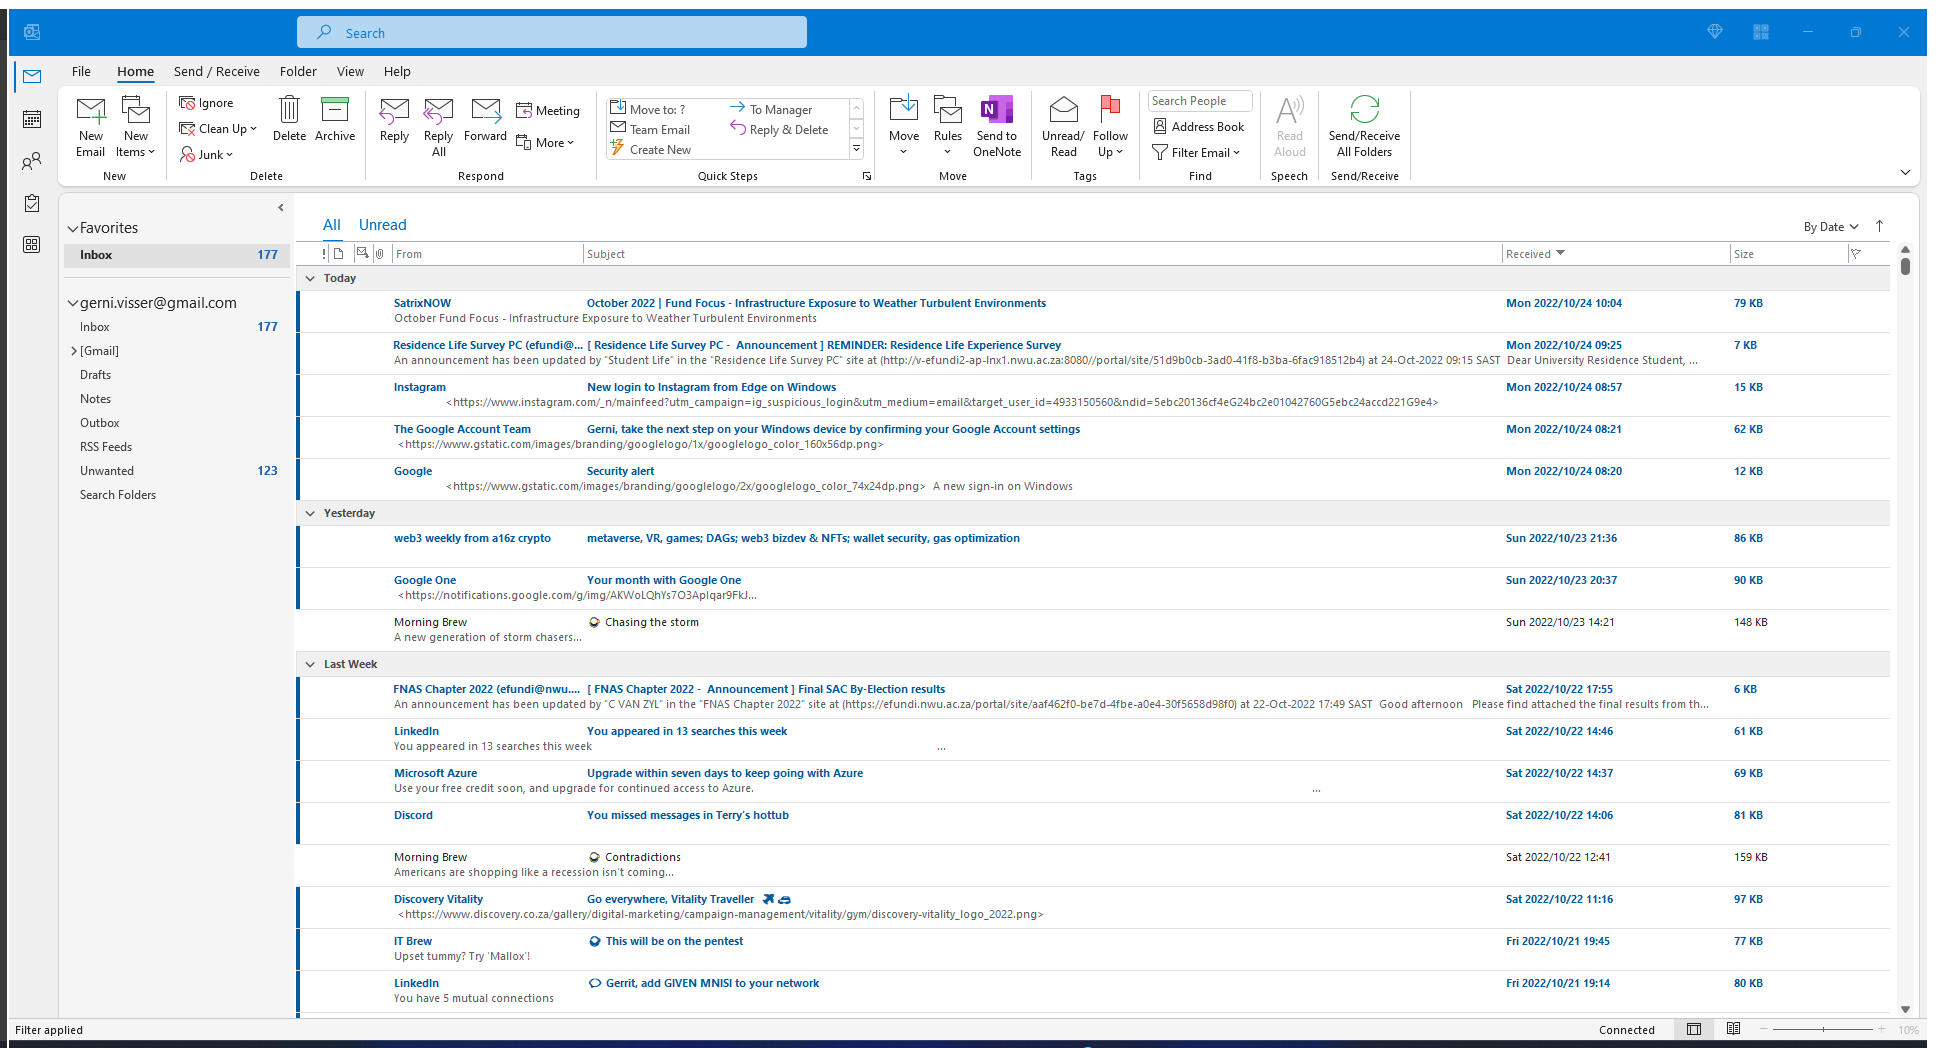 Search
File Home Send / Receive Folder View Help
New Email
New Items
New
Ignore
Clean Up
Junk
Delete
Archive
Delete
Reply
Reply All
Forward
Meeting
More
Respond
Move to: ?
Team Email
Create New
To Manager
Reply & Delete
Quick Steps
Move
Rules
Send to OneNote
Move
Unread/ Read
Follow Up
Tags
Search People
Address Book
Filter Email
Find
Read Aloud
Speech
Send/Receive All Folders
Send/Receive
Favorites
Inbox 177
gerni.visser@gmail.com
Inbox 177
[Gmail]
Drafts
Notes
Outbox
RSS Feeds
Unwanted 123
Search Folders
All Unread
By Date
From Subject Received Size
Today
SatrixNOW October 2022 | Fund Focus - Infrastructure Exposure to Weather Turbulent Environments Mon 2022/10/24 10:04 79 KB
October Fund Focus - Infrastructure Exposure to Weather Turbulent Environments
Residence Life Survey PC (efundi@... [ Residence Life Survey PC - Announcement ] REMINDER: Residence Life Experience Survey Mon 2022/10/24 09:25 7 KB
An announcement has been updated by "Student Life" in the "Residence Life Survey PC" site at (http://v-efundi2-ap-lnx1.nwu.ac.za:8080//portal/site/51d9b0cb-3ad0-41f8-b3ba-6fac918512b4) at 24-Oct-2022 09:15 SAST Dear University Residence Student, ...
Instagram New login to Instagram from Edge on Windows Mon 2022/10/24 08:57 15 KB
<https://www.instagram.com/_n/mainfeed?utm_campaign=ig_suspicious_login&utm_medium=email&target_user_id=4933150560&ndid=5ebc20136cf4eG24bc2e01042760G5ebc24accd221G9e4>
The Google Account Team Gerni, take the next step on your Windows device by confirming your Google Account settings Mon 2022/10/24 08:21 62 KB
<https://www.gstatic.com/images/branding/googlelogo/1x/googlelogo_color_160x56dp.png>
Google Security alert Mon 2022/10/24 08:20 12 KB
<https://www.gstatic.com/images/branding/googlelogo/2x/googlelogo_color_74x24dp.png> A new sign-in on Windows
Yesterday
web3 weekly from a16z crypto metaverse, VR, games; DAGs; web3 bizdev & NFTs; wallet security, gas optimization Sun 2022/10/23 21:36 86 KB
Google One Your month with Google One Sun 2022/10/23 20:37 90 KB
<https://notifications.google.com/g/img/AKWoLQhYs7O3Aplqar9FkJ...
Morning Brew Chasing the storm Sun 2022/10/23 14:21 148 KB
A new generation of storm chasers...
Last Week
FNAS Chapter 2022 (efundi@nwu.... [ FNAS Chapter 2022 - Announcement ] Final SAC By-Election results Sat 2022/10/22 17:55 6 KB
An announcement has been updated by "C VAN ZYL" in the "FNAS Chapter 2022" site at (https://efundi.nwu.ac.za/portal/site/aaf462f0-be7d-4fbe-a0e4-30f5658d98f0) at 22-Oct-2022 17:49 SAST Good afternoon Please find attached the final results from th...
LinkedIn You appeared in 13 searches this week Sat 2022/10/22 14:46 61 KB
You appeared in 13 searches this week ...
Microsoft Azure Upgrade within seven days to keep going with Azure Sat 2022/10/22 14:37 69 KB
Use your free credit soon, and upgrade for continued access to Azure. ...
Discord You missed messages in Terry's hottub Sat 2022/10/22 14:06 81 KB
Morning Brew Contradictions Sat 2022/10/22 12:41 159 KB
Americans are shopping like a recession isn't coming...
Discovery Vitality Go everywhere, Vitality Traveller Sat 2022/10/22 11:16 97 KB
<https://www.discovery.co.za/gallery/digital-marketing/campaign-management/vitality/gym/discovery-vitality_logo_2022.png>
IT Brew This will be on the pentest Fri 2022/10/21 19:45 77 KB
Upset tummy? Try 'Mallox'!
LinkedIn Gerrit, add GIVEN MNISI to your network Fri 2022/10/21 19:14 80 KB
You have 5 mutual connections
Filter applied Connected 10%